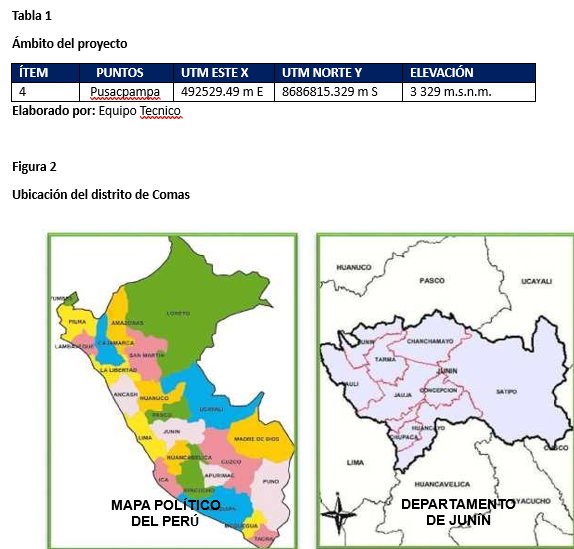 Tabla 1
Ámbito del proyecto
ÍTEM PUNTOS UTM ESTE X UTM NORTE Y ELEVACIÓN
4 Pusacpampa 492529.49 m E 8686815.329 m S 3 329 m.s.n.m.
Elaborado por: Equipo Tecnico
Figura 2
Ubicación del distrito de Comas
LORETO
PIURA
AMAZONAS
LAMBAYEQUE
CAJAMARCA
SAN MARTIN
LA LIBERTAD
ANCASH
HUANUCO
UCAYALI
PASCO
JUNIN
LIMA
MADRE DE DIOS
HUANCAVELICA
CUZCO
ICA
APURIMAC
PUNO
AYACUCHO
MOQUEGUA
TACNA
MAPA POLÍTICO
DEL PERÚ
HUANUCO
PASCO
UCAYALI
CHANCHAMAYO
TARMA
JUNIN
CONCEPCION
SATIPO
JAUJA
HUANCAYO
CHUPACA
LIMA
CUSCO
HUANCAVELICA
AYACUCHO
DEPARTAMENTO
DE JUNÍN